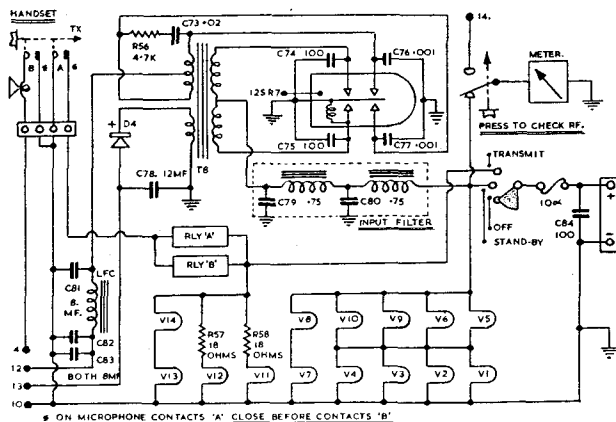 HANDSET
TX
B * A *
R56
4·7K
C73 ·02
D4
+
C78. 12MF
T8
C74 100
C75 100
12SR7
C76 ·001
C77 ·001
14.
METER.
PRESS TO CHECK RF.
TRANSMIT
OFF
STAND-BY
10A
+
C84
100
-
C79 ·75
C80 ·75
INPUT FILTER
RLY 'A'
RLY 'B'
LFC
C81
8.
MF.
C82
C83
BOTH 8MF
4
12
13
10
V14
V13
R57
18
OHMS
V12
R58
18
OHMS
V11
V8
V10
V9
V6
V5
V7
V4
V3
V2
V1
* ON MICROPHONE CONTACTS 'A' CLOSE BEFORE CONTACTS 'B'